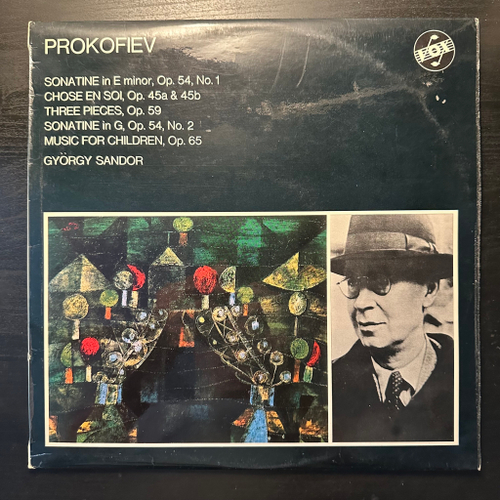 PROKOFIEV
VOX
SONATINE in E minor, Op. 54, No. 1
CHOSE EN SOI, Op. 45a & 45b
THREE PIECES, Op. 59
SONATINE in G, Op. 54, No. 2
MUSIC FOR CHILDREN, Op. 65
GYÖRGY SANDOR